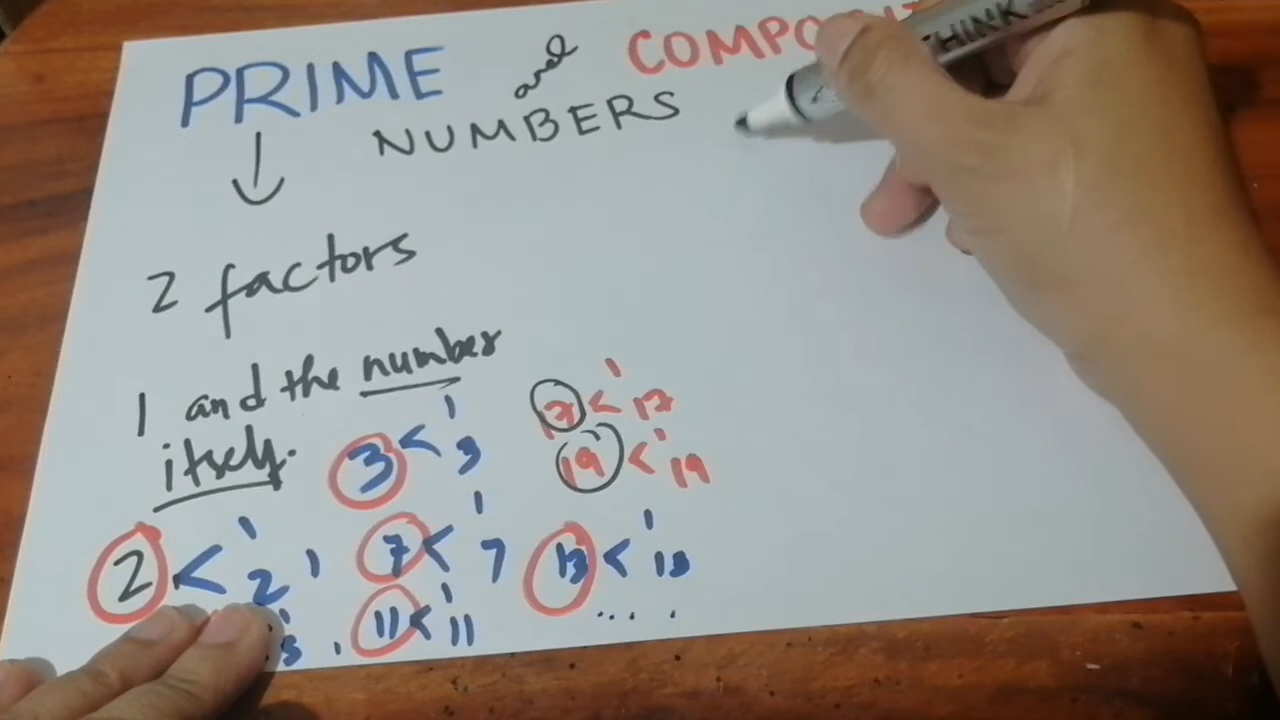 PRIME and COMPO
NUMBERS
2 factors
1 and the number
itself.
3 < 1 3
17 < 1 17
19 < 1 19
2 < 1 2
7 < 1 7
13 < 1 13
11 < 1 11
....
THINK